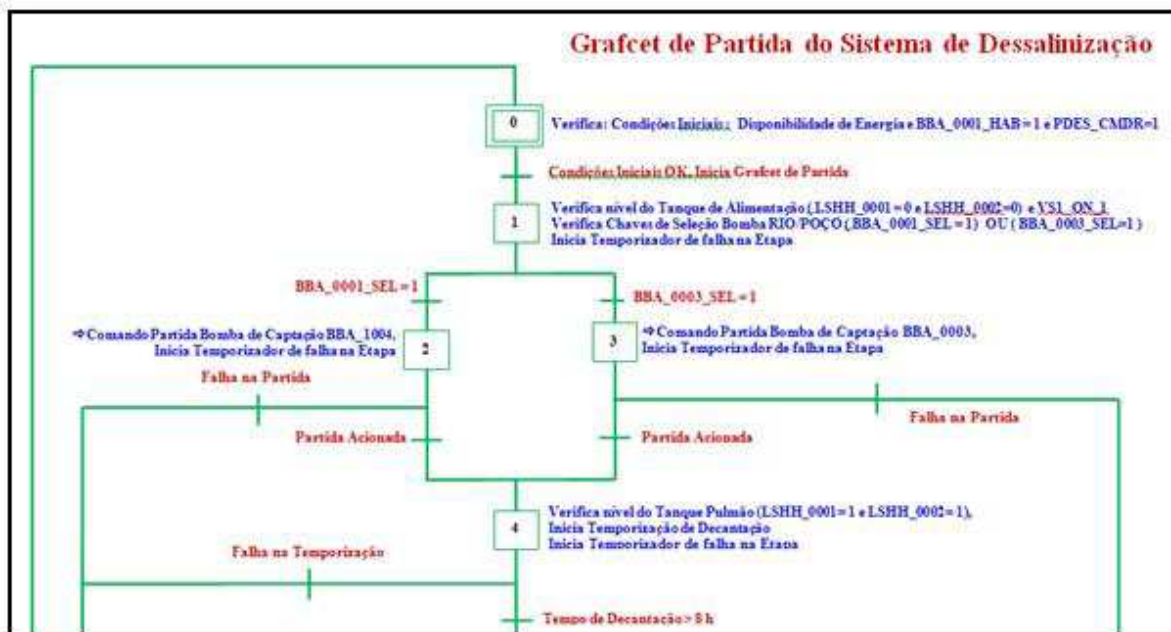 Grafcet de Partida do Sistema de Dessalinização
0
Verifica: Condições Iniciais: Disponibilidade de Energia e BBA_0001_HAB=1 e PDES_CMDR=1
Condições Iniciais OK, Inicia Grafcet de Partida
1
Verifica nível do Tanque de Alimentação (LSHH_0001=0 e LSHH_0002=0) e VS1_ON_1
Verifica Chaves de Seleção Bomba RIO/POÇO (BBA_0001_SEL=1) OU (BBA_0003_SEL=1)
Inicia Temporizador de falha na Etapa
BBA_0001_SEL=1
BBA_0003_SEL=1
⇨Comando Partida Bomba de Captação BBA_1004,
Inicia Temporizador de falha na Etapa
2
3
⇨Comando Partida Bomba de Captação BBA_0003,
Inicia Temporizador de falha na Etapa
Falha na Partida
Falha na Partida
Partida Acionada
Partida Acionada
4
Verifica nível do Tanque Pulmão (LSHH_0001=1 e LSHH_0002=1),
Inicia Temporização de Decantação
Inicia Temporizador de falha na Etapa
Falha na Temporização
Tempo de Decantação > 8 h